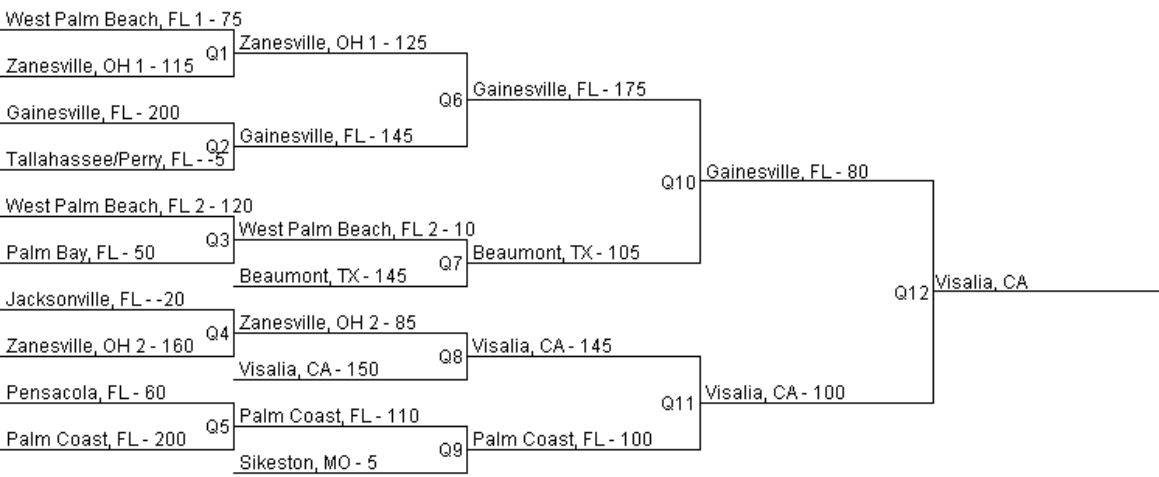 West Palm Beach, FL 1 - 75
Zanesville, OH 1 - 115
Gainesville, FL - 200
Tallahassee/Perry, FL - -5
West Palm Beach, FL 2 - 120
Palm Bay, FL - 50
Jacksonville, FL - -20
Zanesville, OH 2 - 160
Pensacola, FL - 60
Palm Coast, FL - 200
Q1
Q2
Q3
Q4
Q5
Zanesville, OH 1 - 125
Gainesville, FL - 145
West Palm Beach, FL 2 - 10
Beaumont, TX - 145
Zanesville, OH 2 - 85
Visalia, CA - 150
Palm Coast, FL - 110
Sikeston, MO - 5
Q6
Q7
Q8
Q9
Gainesville, FL - 175
Beaumont, TX - 105
Visalia, CA - 145
Palm Coast, FL - 100
Q10
Q11
Gainesville, FL - 80
Visalia, CA - 100
Q12
Visalia, CA